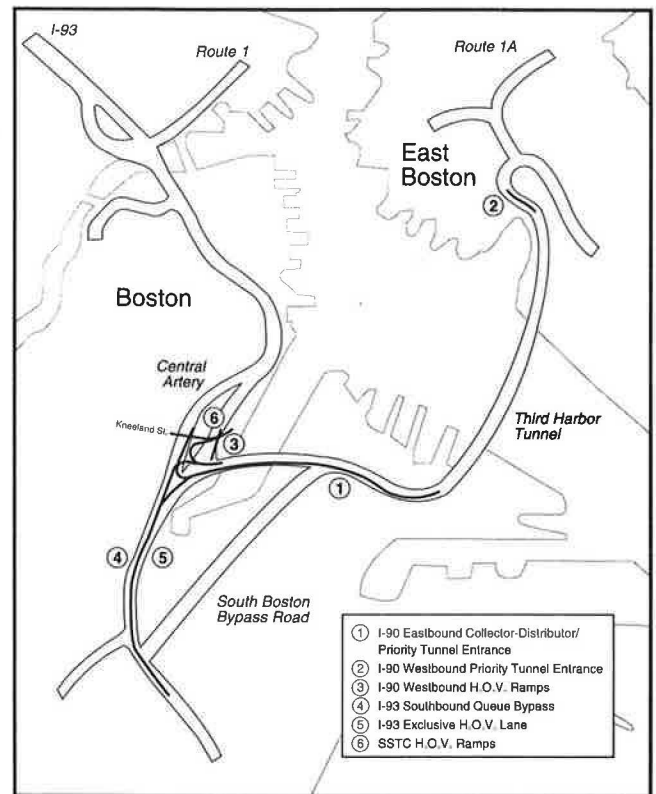 I-93
Route 1
Route 1A
East
Boston
②
Boston
Central
Artery
⑥
Kneeland St.
③
Third Harbor
Tunnel
①
④
⑤
South Boston
Bypass Road
① I-90 Eastbound Collector-Distributor/
Priority Tunnel Entrance
② I-90 Westbound Priority Tunnel Entrance
③ I-90 Westbound H.O.V. Ramps
④ I-93 Southbound Queue Bypass
⑤ I-93 Exclusive H.O.V. Lane
⑥ SSTC H.O.V. Ramps